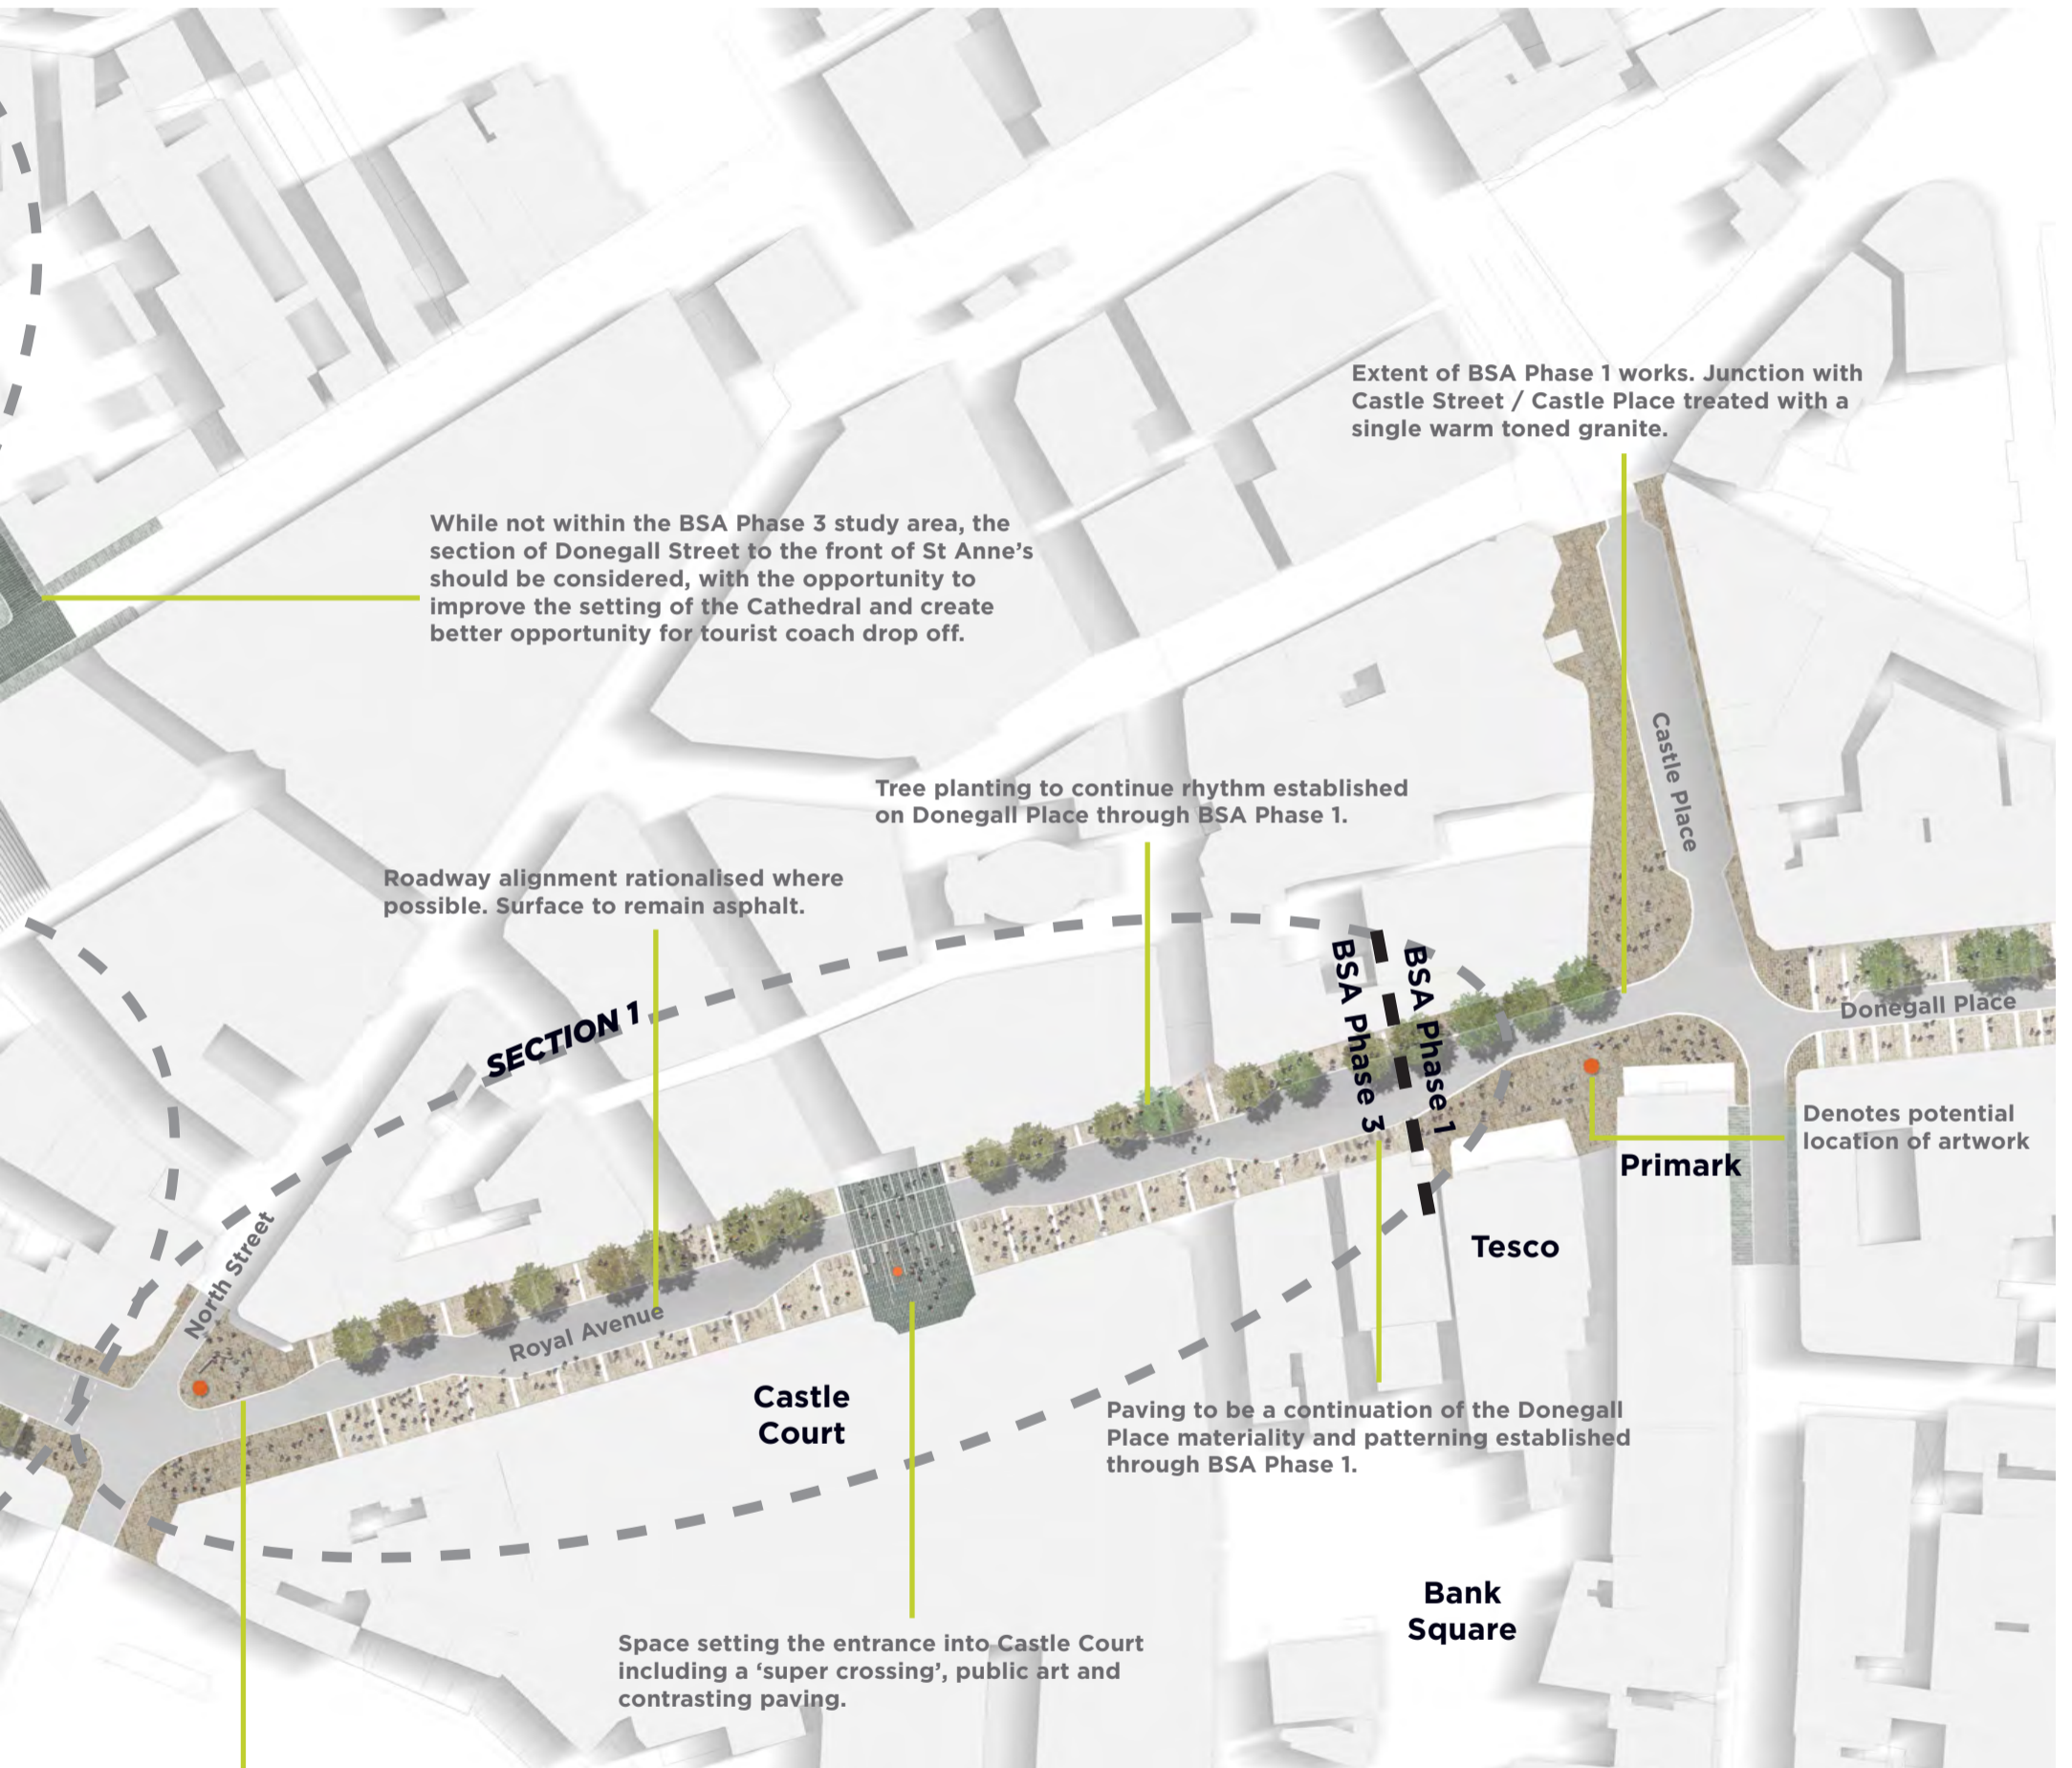 Extent of BSA Phase 1 works. Junction with
Castle Street / Castle Place treated with a
single warm toned granite.
While not within the BSA Phase 3 study area, the
section of Donegall Street to the front of St Anne’s
should be considered, with the opportunity to
improve the setting of the Cathedral and create
better opportunity for tourist coach drop off.
Castle Place
Tree planting to continue rhythm established
on Donegall Place through BSA Phase 1.
Roadway alignment rationalised where
possible. Surface to remain asphalt.
SECTION 1
BSA Phase 3
BSA Phase 1
Donegall Place
Denotes potential
location of artwork
Primark
Tesco
North Street
Royal Avenue
Castle
Court
Paving to be a continuation of the Donegall
Place materiality and patterning established
through BSA Phase 1.
Bank
Square
Space setting the entrance into Castle Court
including a ‘super crossing’, public art and
contrasting paving.